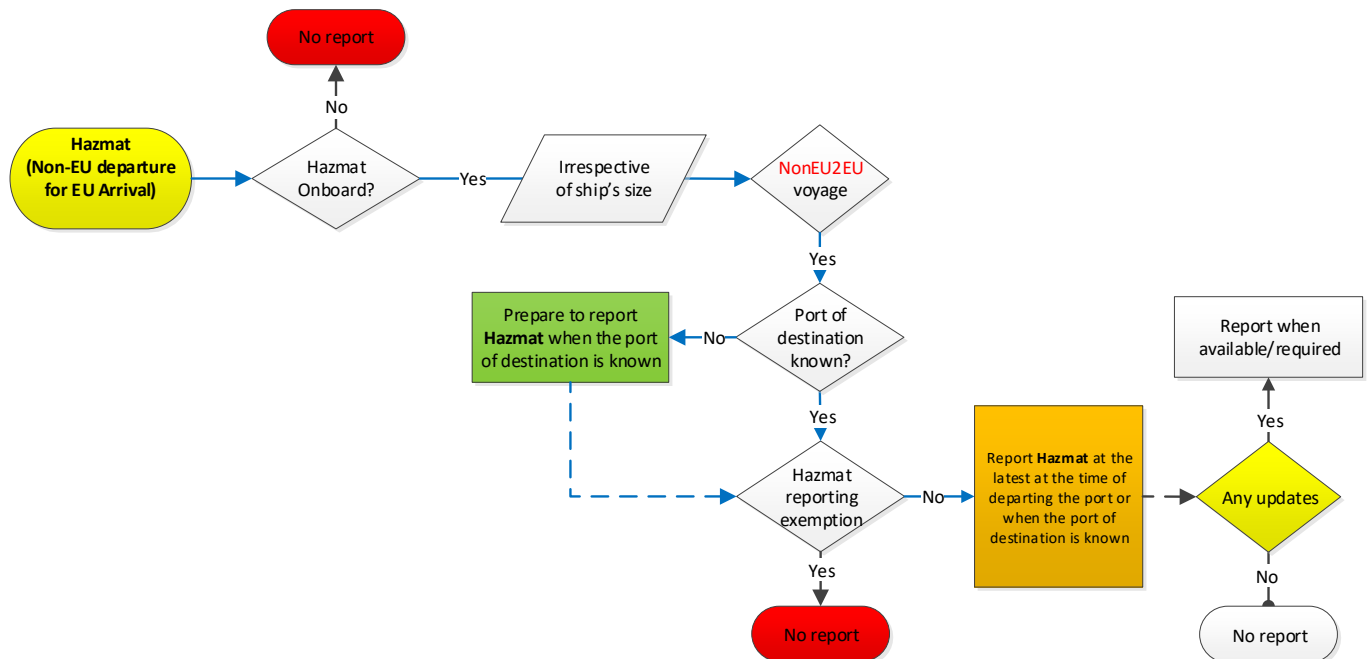 No report
No
Hazmat
(Non-EU departure
for EU Arrival)
Hazmat
Onboard?
Yes
Irrespective
of ship's size
NonEU2EU
voyage
Yes
Prepare to report
Hazmat when the port
of destination is known
No
Port of
destination
known?
Report when
available/required
Yes
Yes
Hazmat
reporting
exemption
No
Report Hazmat at the
latest at the time of
departing the port or
when the port of
destination is known
Any updates
Yes
No
No report
No report